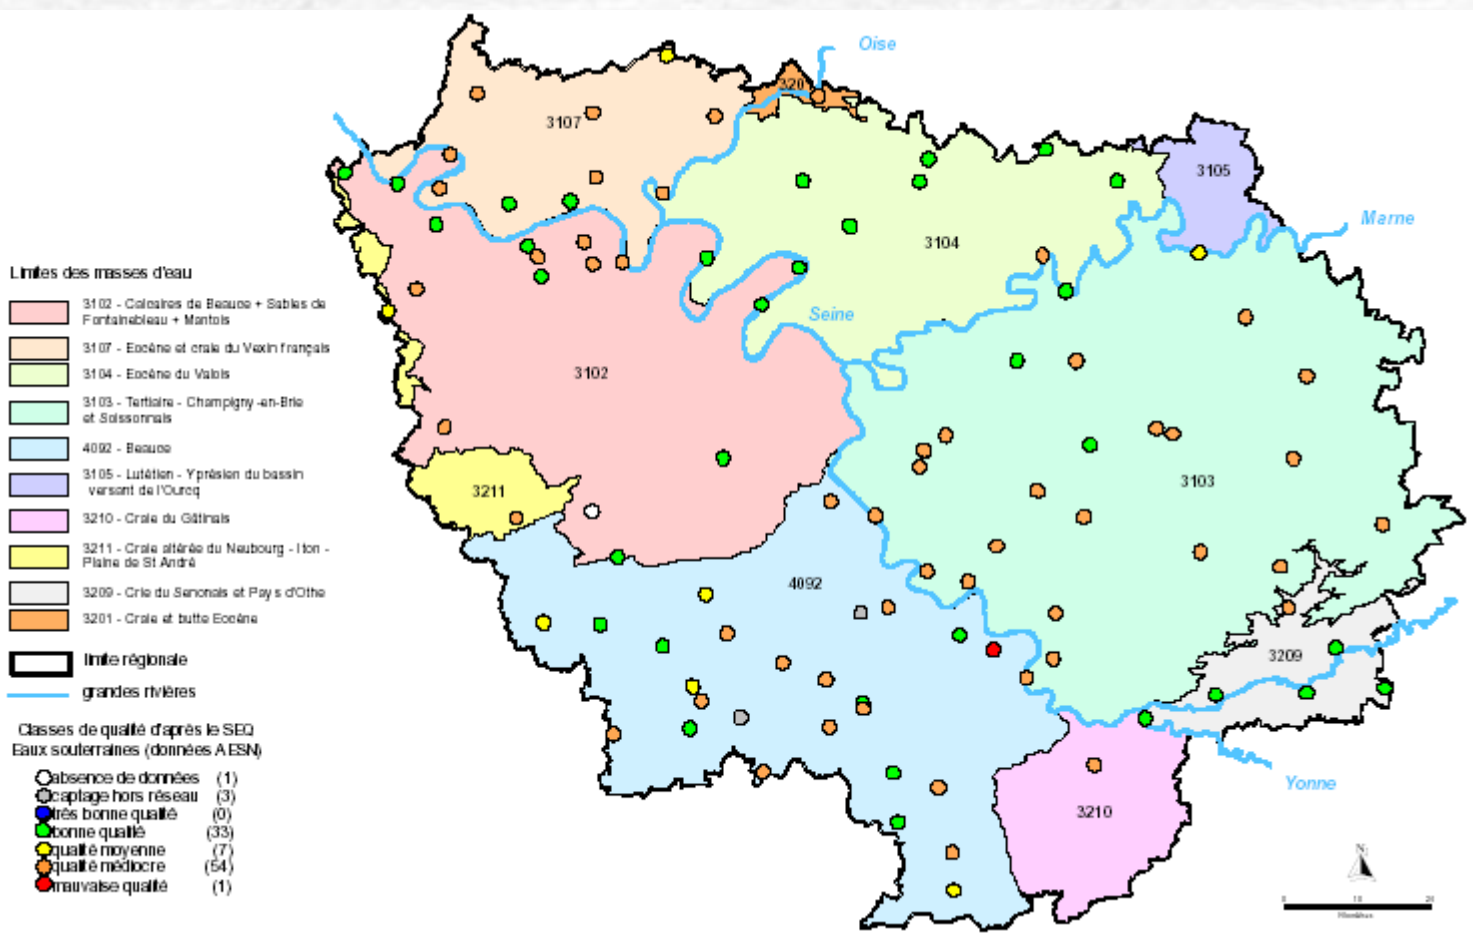 Oise
3201
3107
3105
Marne
3104
Seine
3102
3211
3103
4092
3209
Yonne
3210
Limites des masses d'eau
3102 - Calcaires de Beauce + Sables de
Fontainebleau + Mantois
3107 - Eocène et craie du Vexin français
3104 - Eocène du Valois
3103 - Tertiaire - Champigny-en-Brie
et Soissonnais
4092 - Beauce
3105 - Lutétien - Yprésien du bassin
versant de l'Ourcq
3210 - Craie du Gâtinais
3211 - Craie altérée du Neubourg - Iton -
Plaine de St André
3209 - Crie du Senonais et Pays d'Othe
3201 - Craie et butte Eocène
limite régionale
grandes rivières
Classes de qualité d'après le SEQ
Eaux souterraines (données AESN)
absence de données (1)
captage hors réseau (3)
très bonne qualité (0)
bonne qualité (33)
qualité moyenne (7)
qualité médiocre (54)
mauvaise qualité (1)
N
0 10 20